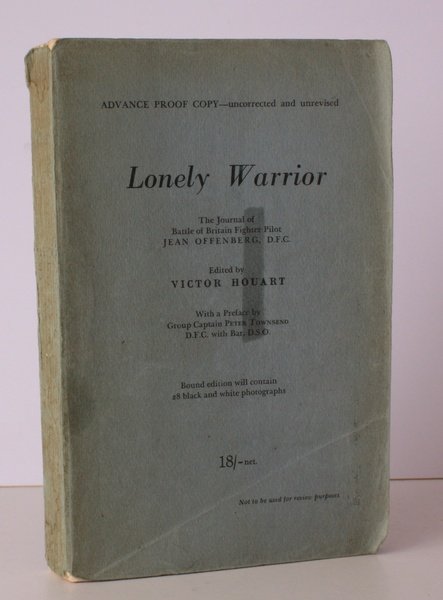 ADVANCE PROOF COPY—uncorrected and unrevised
Lonely Warrior
The Journal of
Battle of Britain Fighter Pilot
JEAN OFFENBERG, D.F.C.
Edited by
VICTOR HOUART
With a Preface by
Group Captain PETER TOWNSEND
D.F.C. with Bar, D.S.O.
Bound edition will contain
28 black and white photographs
18/- net.
Not to be used for review purposes